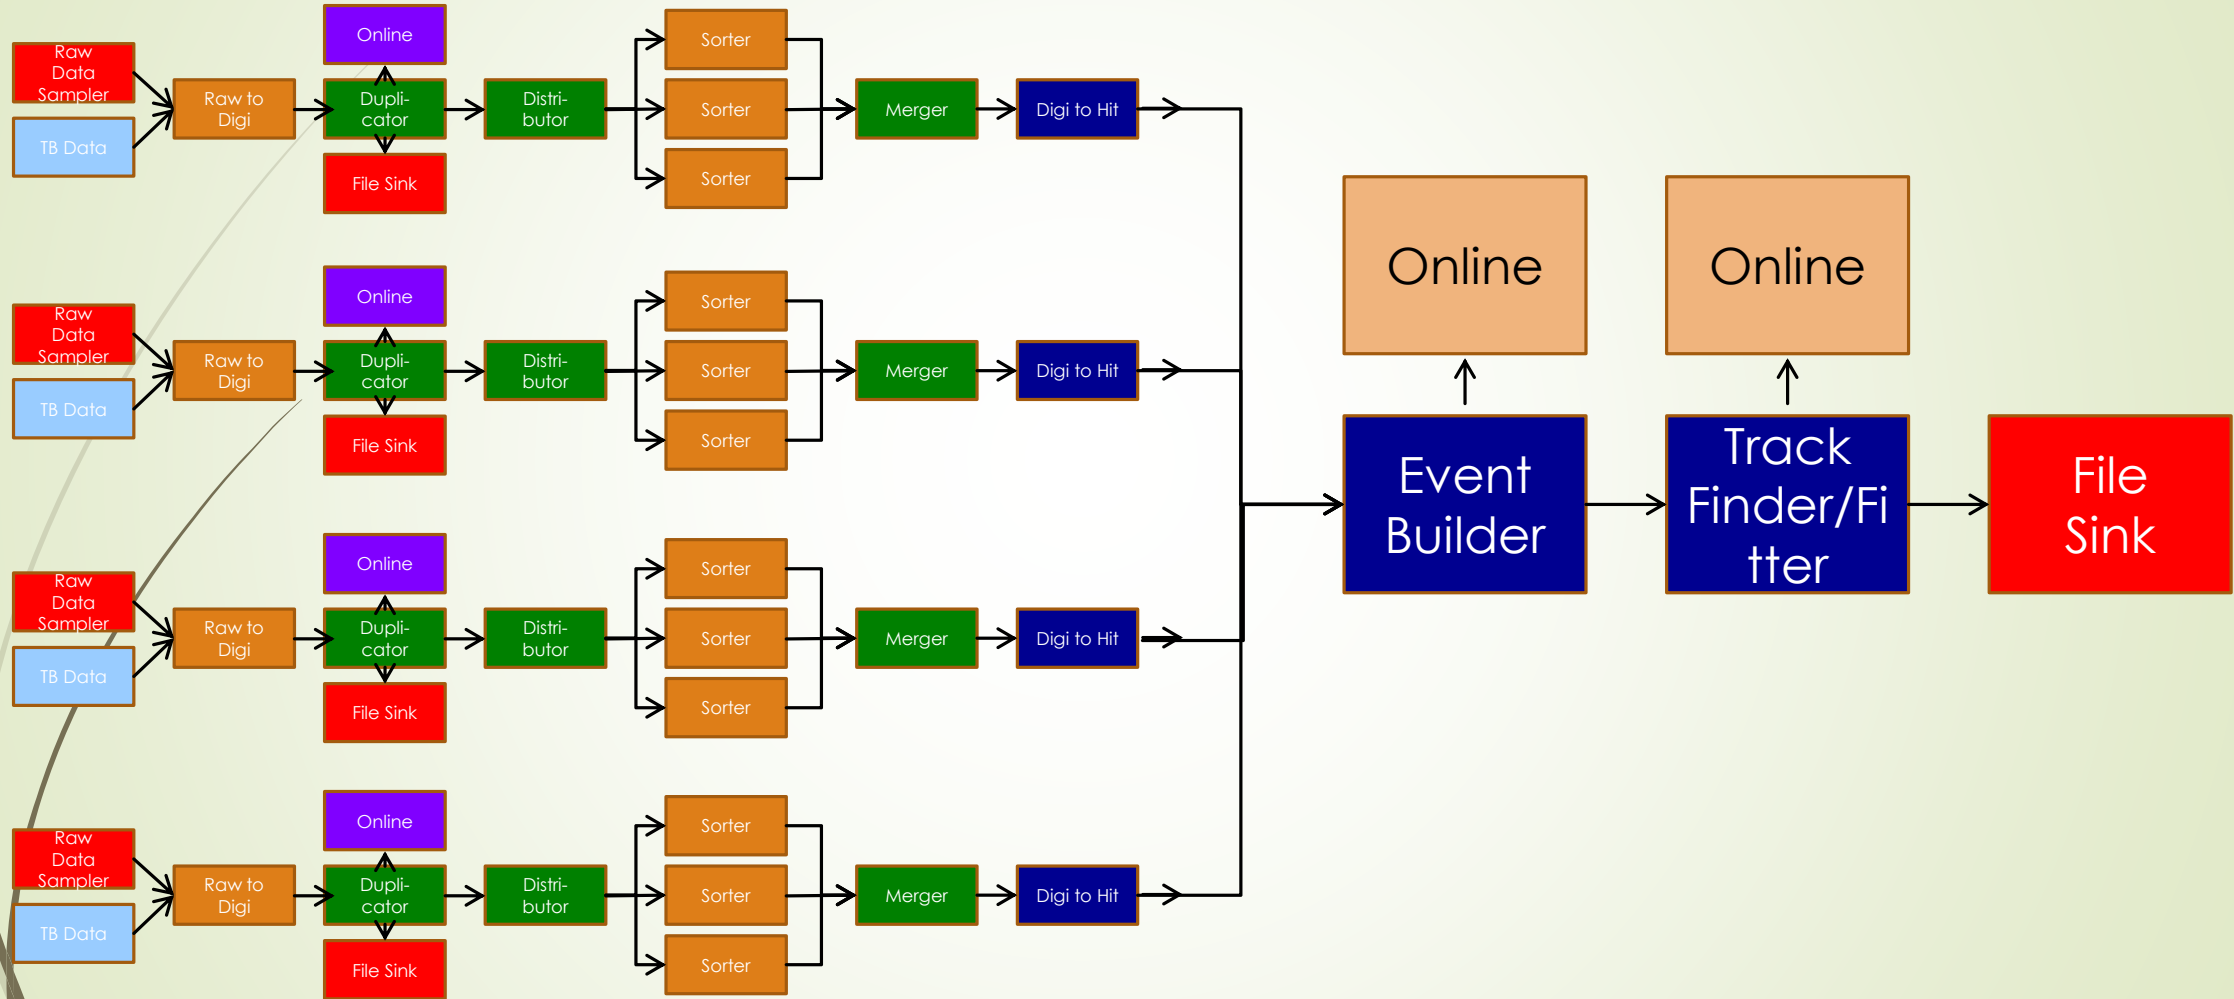 Online
Sorter
Raw
Data
Sampler
Raw to
Digi
Dupli-
cator
Distri-
butor
Sorter
Merger
Digi to Hit
TB Data
File Sink
Sorter
Online
Sorter
Raw
Data
Sampler
Raw to
Digi
Dupli-
cator
Distri-
butor
Sorter
Merger
Digi to Hit
TB Data
File Sink
Sorter
Online
Sorter
Raw
Data
Sampler
Raw to
Digi
Dupli-
cator
Distri-
butor
Sorter
Merger
Digi to Hit
TB Data
File Sink
Sorter
Online
Sorter
Raw
Data
Sampler
Raw to
Digi
Dupli-
cator
Distri-
butor
Sorter
Merger
Digi to Hit
TB Data
File Sink
Sorter
Online
Online
Event
Builder
Track
Finder/Fi
tter
File
Sink